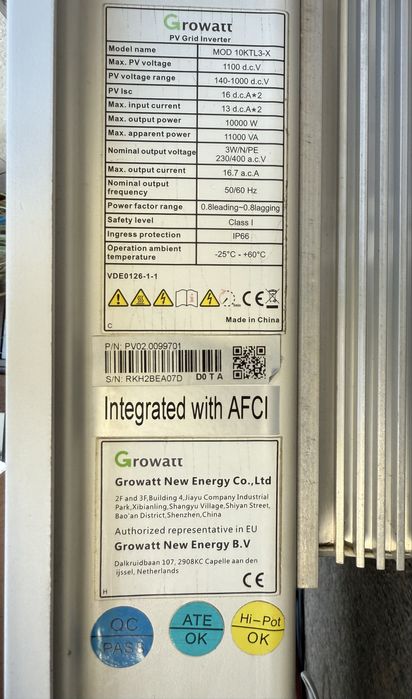 Growatt
PV Grid Inverter
Model name MOD 10KTL3-X
Max. PV voltage 1100 d.c.V
PV voltage range 140-1000 d.c.V
PV Isc 16 d.c.A*2
Max. input current 13 d.c.A*2
Max. output power 10000 W
Max. apparent power 11000 VA
Nominal output voltage 3W/N/PE
230/400 a.c.V
Max. output current 16.7 a.c.A
Nominal output
frequency 50/60 Hz
Power factor range 0.8leading~0.8lagging
Safety level Class I
Ingress protection IP66
Operation ambient
temperature -25°C - +60°C
VDE0126-1-1
CE
Made in China
C
P/N: PV02.0099701
S/N: RKH2BEA07D D0 T A
Integrated with AFCI
Growatt
Growatt New Energy Co.,Ltd
2F and 3F,Building 4,Jiayu Company Industrial
Park,Xibianling,Shangyu Village,Shiyan Street,
Bao'an District,Shenzhen,China
Authorized representative in EU
Growatt New Energy B.V
Dalkruidbaan 107, 2908KC Capelle aan den
ijssel, Netherlands
CE
H
QC
PASS
ATE
OK
Hi-Pot
OK